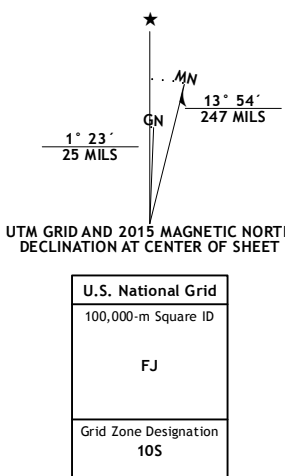 MN
GN
13° 54´
247 MILS
1° 23´
25 MILS
UTM GRID AND 2015 MAGNETIC NORTH
DECLINATION AT CENTER OF SHEET
U.S. National Grid
100,000-m Square ID
FJ
Grid Zone Designation
10S